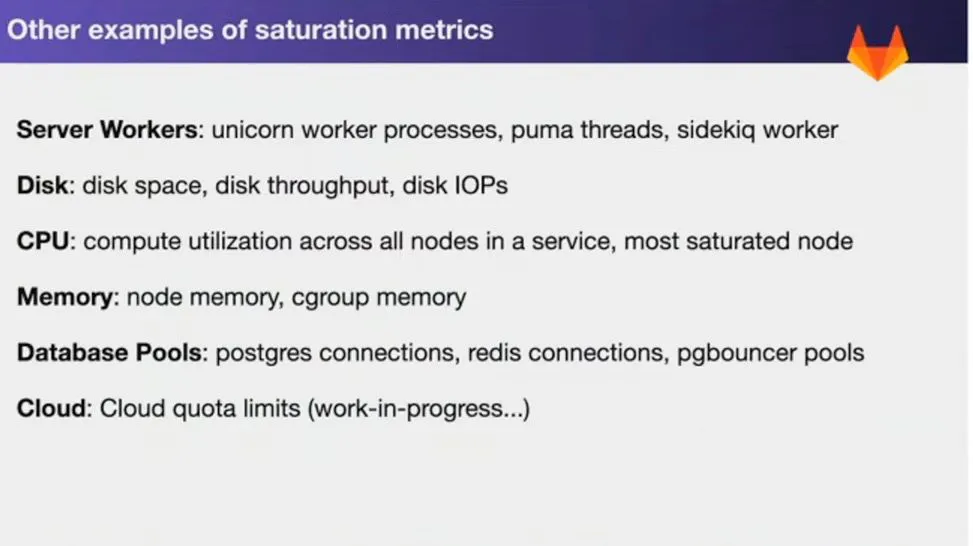 Other examples of saturation metrics
Server Workers: unicorn worker processes, puma threads, sidekiq worker
Disk: disk space, disk throughput, disk IOPs
CPU: compute utilization across all nodes in a service, most saturated node
Memory: node memory, cgroup memory
Database Pools: postgres connections, redis connections, pgbouncer pools
Cloud: Cloud quota limits (work-in-progress...)